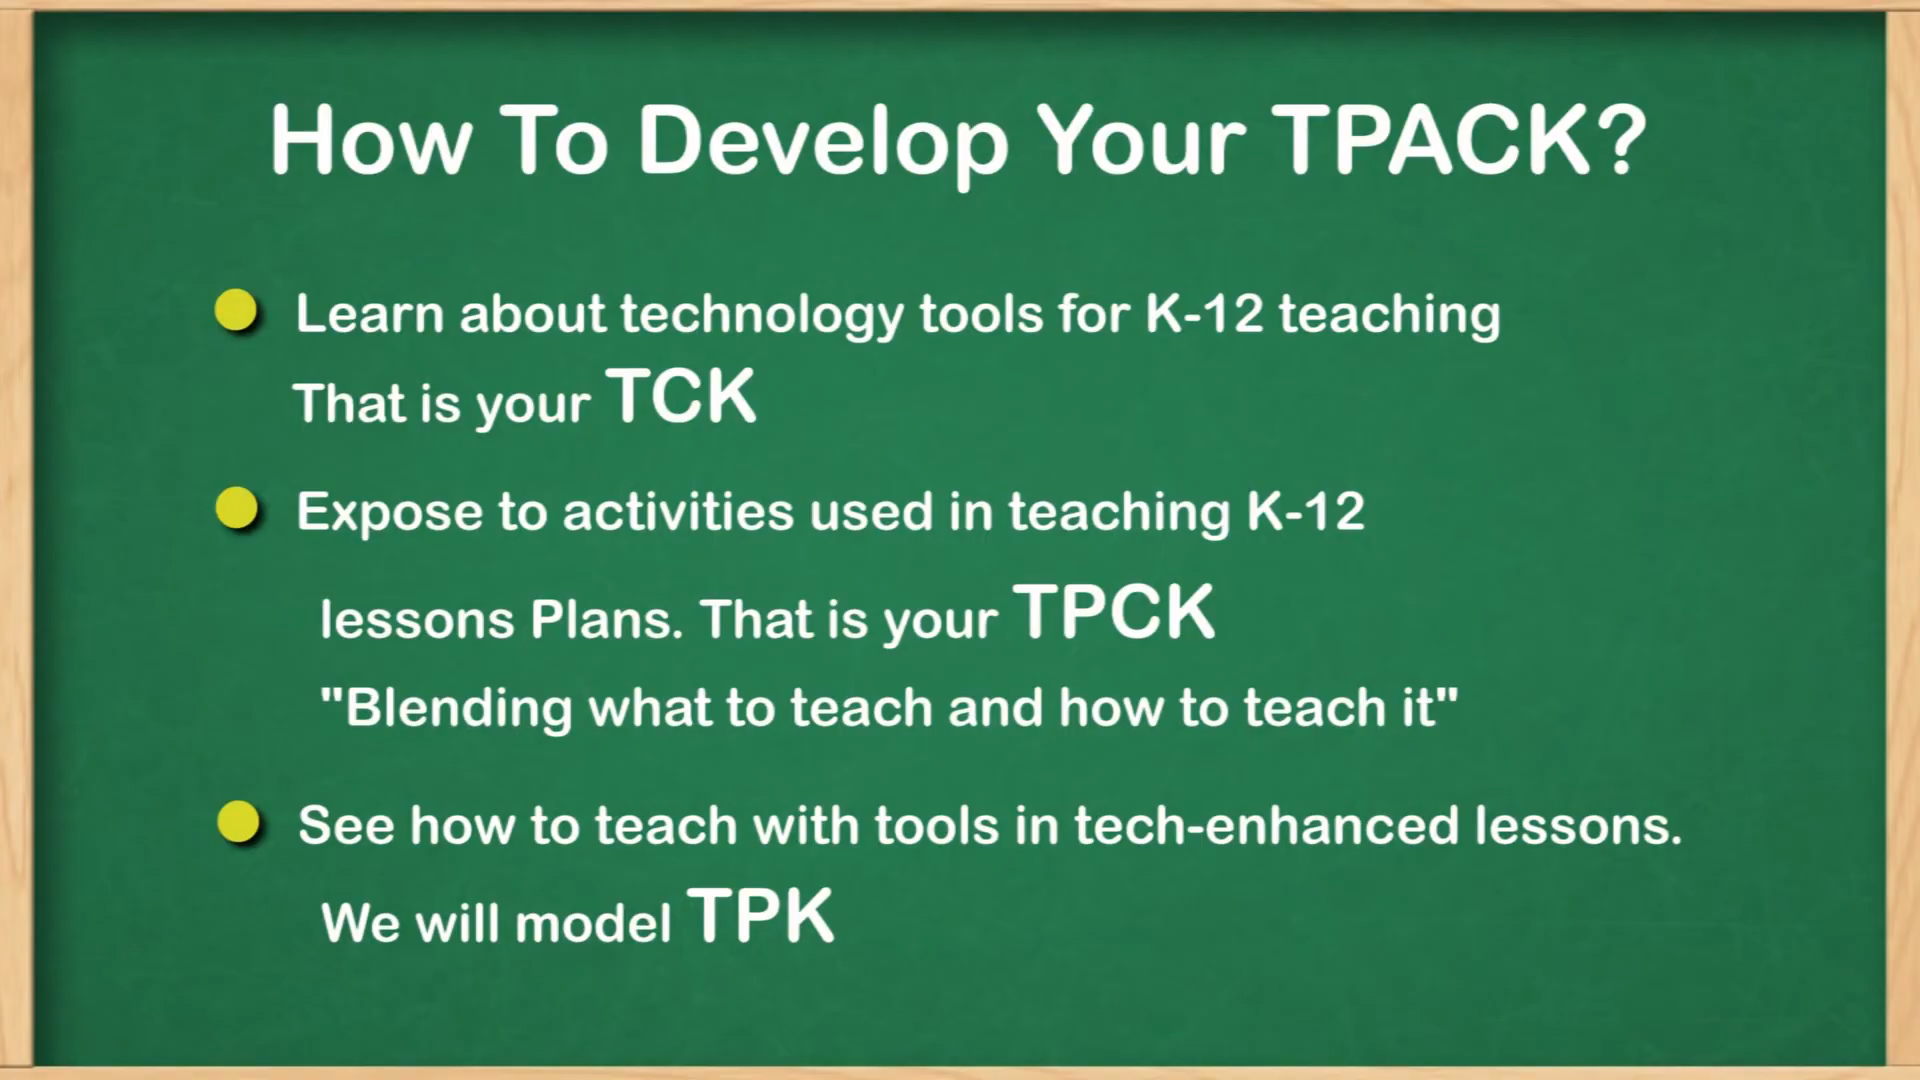 How To Develop Your TPACK?
Learn about technology tools for K-12 teaching
That is your TCK
Expose to activities used in teaching K-12
lessons Plans. That is your TPCK
"Blending what to teach and how to teach it"
See how to teach with tools in tech-enhanced lessons.
We will model TPK